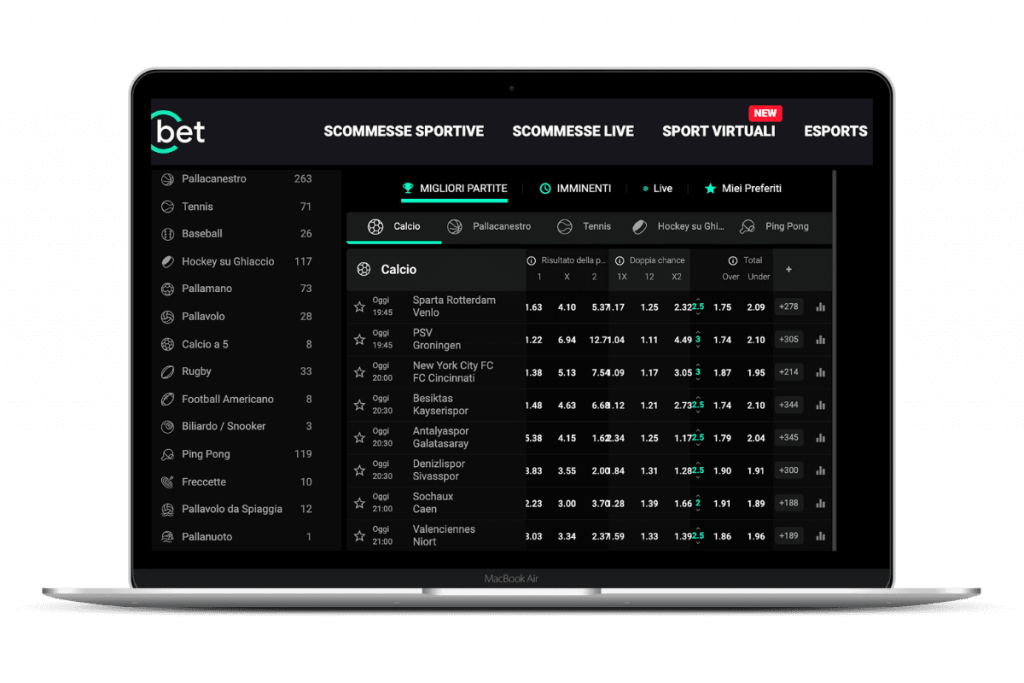 bet
NEW
SCOMMESSE SPORTIVE SCOMMESSE LIVE SPORT VIRTUALI ESPORTS
Pallacanestro 263
Tennis 71
Baseball 26
Hockey su Ghiaccio 117
Pallamano 73
Pallavolo 28
Calcio a 5 8
Rugby 33
Football Americano 8
Biliardo / Snooker 3
Ping Pong 119
Freccette 10
Pallavolo da Spiaggia 12
Pallanuoto 1
MIGLIORI PARTITE IMMINENTI Live Miei Preferiti
Calcio Pallacanestro Tennis Hockey su Ghi... Ping Pong
Calcio
Risultato della p... Doppia chance Total
1 X 2 1X 12 X2 Over Under +
Oggi 19:45 Sparta Rotterdam Venlo 1.63 4.10 5.37 1.17 1.25 2.32 2.5 1.75 2.09 +278
Oggi 19:45 PSV Groningen 1.22 6.94 12.71 1.04 1.11 4.49 3 1.74 2.10 +305
Oggi 20:00 New York City FC FC Cincinnati 1.38 5.13 7.54 1.09 1.17 3.05 3 1.87 1.95 +214
Oggi 20:30 Besiktas Kayserispor 1.48 4.63 6.68 1.12 1.21 2.73 2.5 1.74 2.10 +344
Oggi 20:30 Antalyaspor Galatasaray 5.38 4.15 1.62 2.34 1.25 1.17 2.5 1.79 2.04 +345
Oggi 20:30 Denizlispor Sivasspor 3.83 3.55 2.00 1.84 1.31 1.28 2.5 1.90 1.91 +300
Oggi 21:00 Sochaux Caen 2.23 3.00 3.70 1.28 1.39 1.66 2 1.91 1.89 +188
Oggi 21:00 Valenciennes Niort 3.03 3.34 2.37 1.59 1.33 1.39 2.5 1.86 1.96 +189
MacBook Air